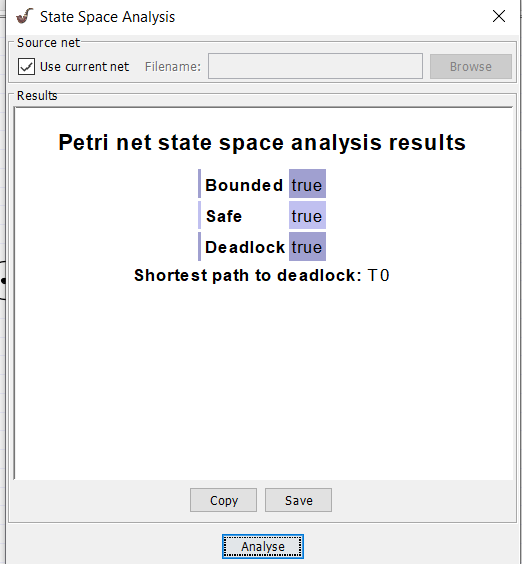 State Space Analysis
Source net
Use current net Filename: Browse
Results
Petri net state space analysis results
Bounded true
Safe true
Deadlock true
Shortest path to deadlock: T0
Copy Save
Analyse